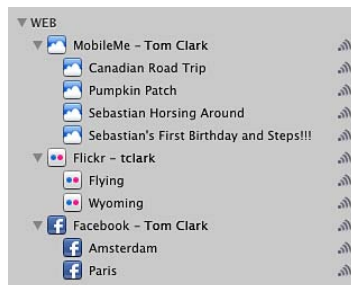 WEB
MobileMe – Tom Clark
Canadian Road Trip
Pumpkin Patch
Sebastian Horsing Around
Sebastian's First Birthday and Steps!!!
Flickr – tclark
Flying
Wyoming
Facebook – Tom Clark
Amsterdam
Paris